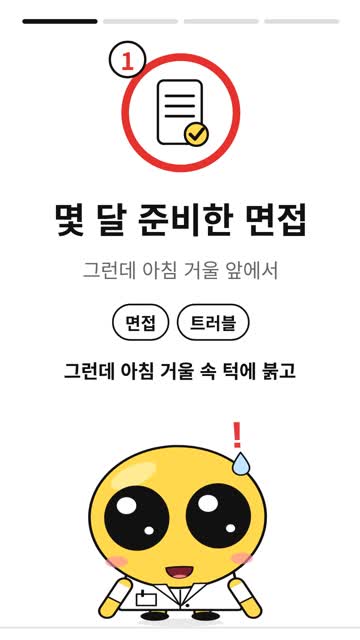 1
몇 달 준비한 면접
그런데 아침 거울 앞에서
면접 트러블
그런데 아침 거울 속 턱에 붉고
!